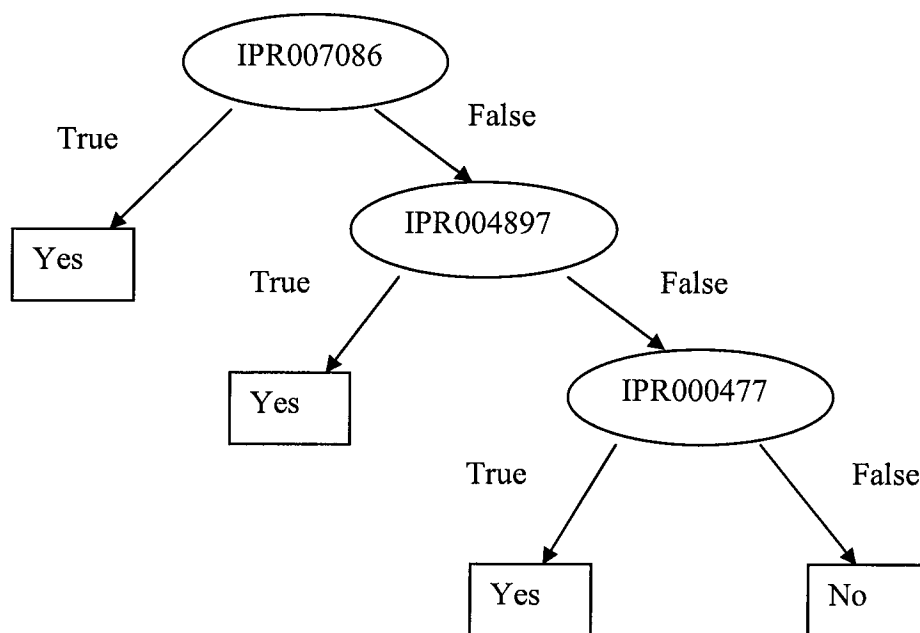 IPR007086
True
False
Yes
IPR004897
True
False
Yes
IPR000477
True
False
Yes
No